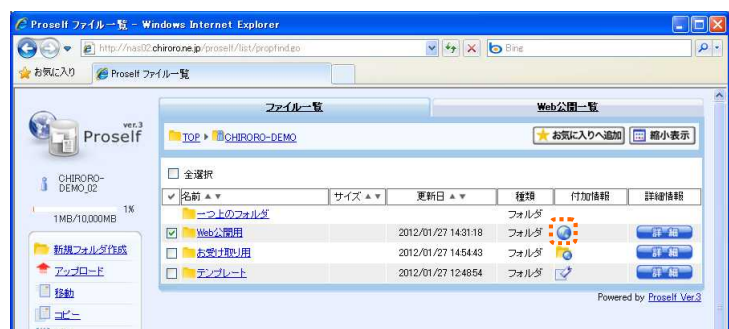 Proself ファイル一覧 - Windows Internet Explorer
http://nas02.chirorone.jp/proself/list/propfind.go
Bing
お気に入り
Proself ファイル一覧
ファイル一覧
Web公開一覧
ver.3
Proself
TOP
CHIRORO-DEMO
お気に入りへ追加
縮小表示
CHIRORO-
DEMO_02
1%
1MB/10,000MB
全選択
名前 ▲▼ サイズ ▲▼ 更新日 ▲▼ 種類 付加情報 詳細情報
一つ上のフォルダ フォルダ
Web公開用 2012/01/27 14:31:18 フォルダ 詳細
お受け取り用 2012/01/27 14:54:43 フォルダ 詳細
テンプレート 2012/01/27 12:48:54 フォルダ 詳細
Powered by Proself Ver.3
新規フォルダ作成
アップロード
移動
コピー